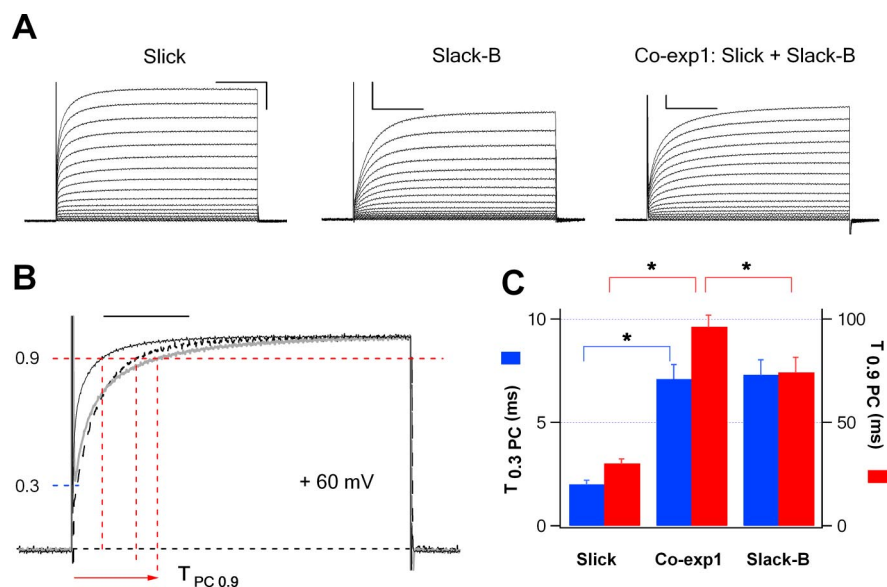 A
Slick
Slack-B
Co-exp1: Slick + Slack-B
B
0.9
0.3
+ 60 mV
T PC 0.9
C
*
*
*
10
5
0
T 0.3 PC (ms)
100
50
0
T 0.9 PC (ms)
Slick
Co-exp1
Slack-B